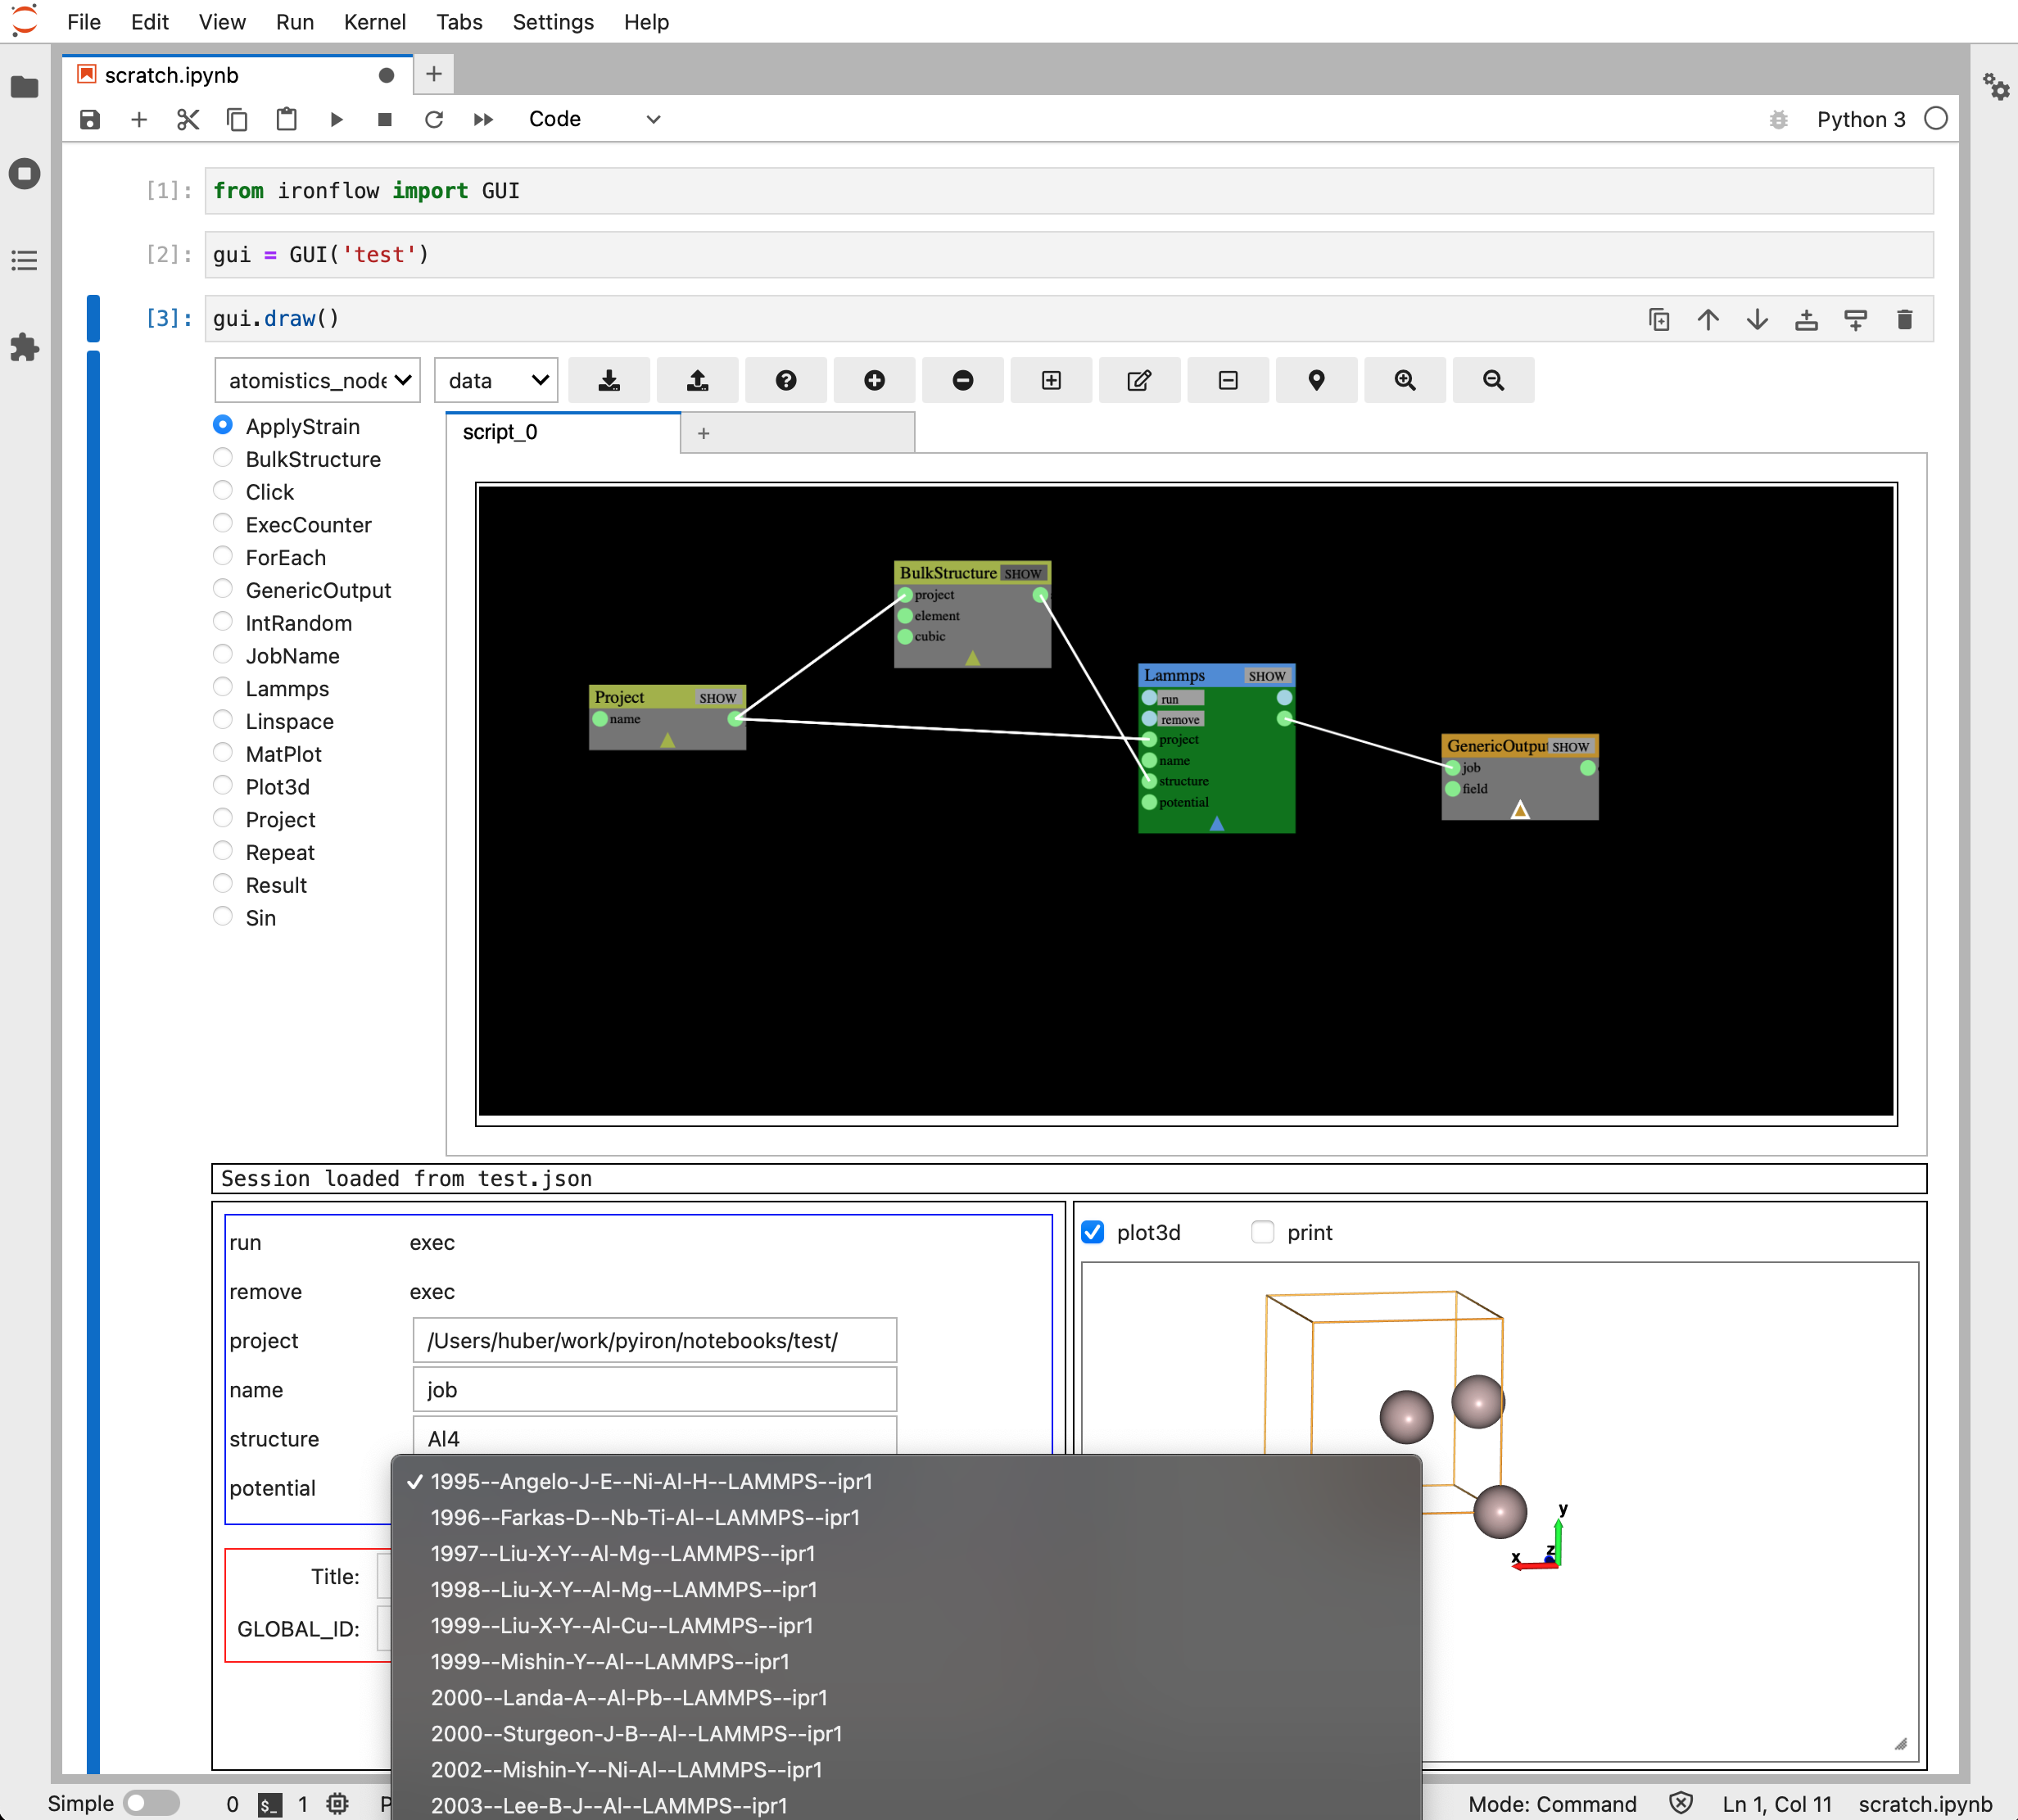 File Edit View Run Kernel Tabs Settings Help
scratch.ipynb
Code
Python 3
[1]: from ironflow import GUI
[2]: gui = GUI('test')
[3]: gui.draw()
atomistics_node data
ApplyStrain
BulkStructure
Click
ExecCounter
ForEach
GenericOutput
IntRandom
JobName
Lammps
Linspace
MatPlot
Plot3d
Project
Repeat
Result
Sin
script_0 +
BulkStructure SHOW
project
element
cubic
Project SHOW
name
Lammps SHOW
run
remove
project
name
structure
potential
GenericOutput SHOW
job
field
Session loaded from test.json
run exec
remove exec
project /Users/huber/work/pyiron/notebooks/test/
name job
structure Al4
potential
Title:
GLOBAL_ID:
✓ 1995--Angelo-J-E--Ni-Al-H--LAMMPS--ipr1
1996--Farkas-D--Nb-Ti-Al--LAMMPS--ipr1
1997--Liu-X-Y--Al-Mg--LAMMPS--ipr1
1998--Liu-X-Y--Al-Mg--LAMMPS--ipr1
1999--Liu-X-Y--Al-Cu--LAMMPS--ipr1
1999--Mishin-Y--Al--LAMMPS--ipr1
2000--Landa-A--Al-Pb--LAMMPS--ipr1
2000--Sturgeon-J-B--Al--LAMMPS--ipr1
2002--Mishin-Y--Ni-Al--LAMMPS--ipr1
2003--Lee-B-J--Al--LAMMPS--ipr1
plot3d print
y
x z
Simple 0 $_ 1 P
Mode: Command Ln 1, Col 11 scratch.ipynb